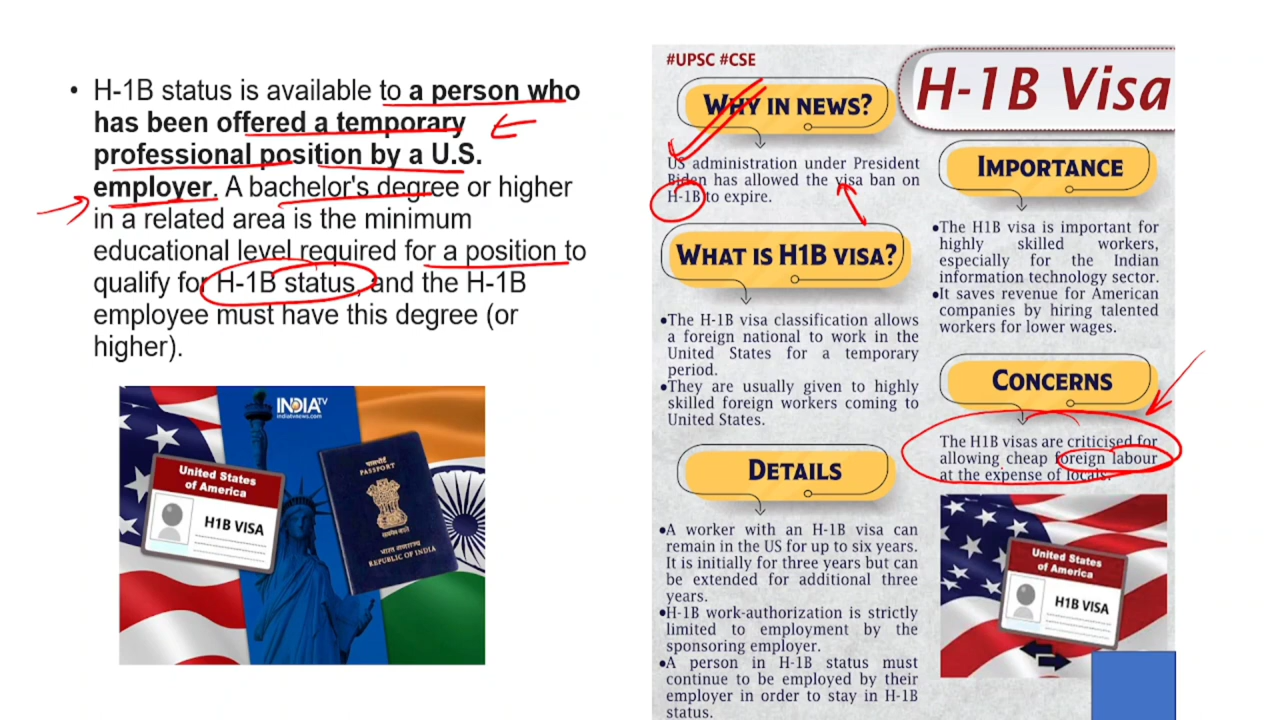 • H-1B status is available to a person who
has been offered a temporary
professional position by a U.S.
employer. A bachelor's degree or higher
in a related area is the minimum
educational level required for a position to
qualify for H-1B status, and the H-1B
employee must have this degree (or
higher).
INDIA TV
indiatvnews.com
United States
of America
H1B VISA
पासपोर्ट
PASSPORT
सत्यमेव जयते
भारत गणराज्य
REPUBLIC OF INDIA
#UPSC #CSE
H-1B Visa
WHY IN NEWS?
US administration under President
Biden has allowed the visa ban on
H-1B to expire.
WHAT IS H1B VISA?
•The H-1B visa classification allows
a foreign national to work in the
United States for a temporary
period.
•They are usually given to highly
skilled foreign workers coming to
United States.
DETAILS
•A worker with an H-1B visa can
remain in the US for up to six years.
It is initially for three years but can
be extended for additional three
years.
•H-1B work-authorization is strictly
limited to employment by the
sponsoring employer.
•A person in H-1B status must
continue to be employed by their
employer in order to stay in H-1B
status.
IMPORTANCE
•The H1B visa is important for
highly skilled workers,
especially for the Indian
information technology sector.
•It saves revenue for American
companies by hiring talented
workers for lower wages.
CONCERNS
The H1B visas are criticised for
allowing cheap foreign labour
at the expense of locals.
United States
of America
H1B VISA